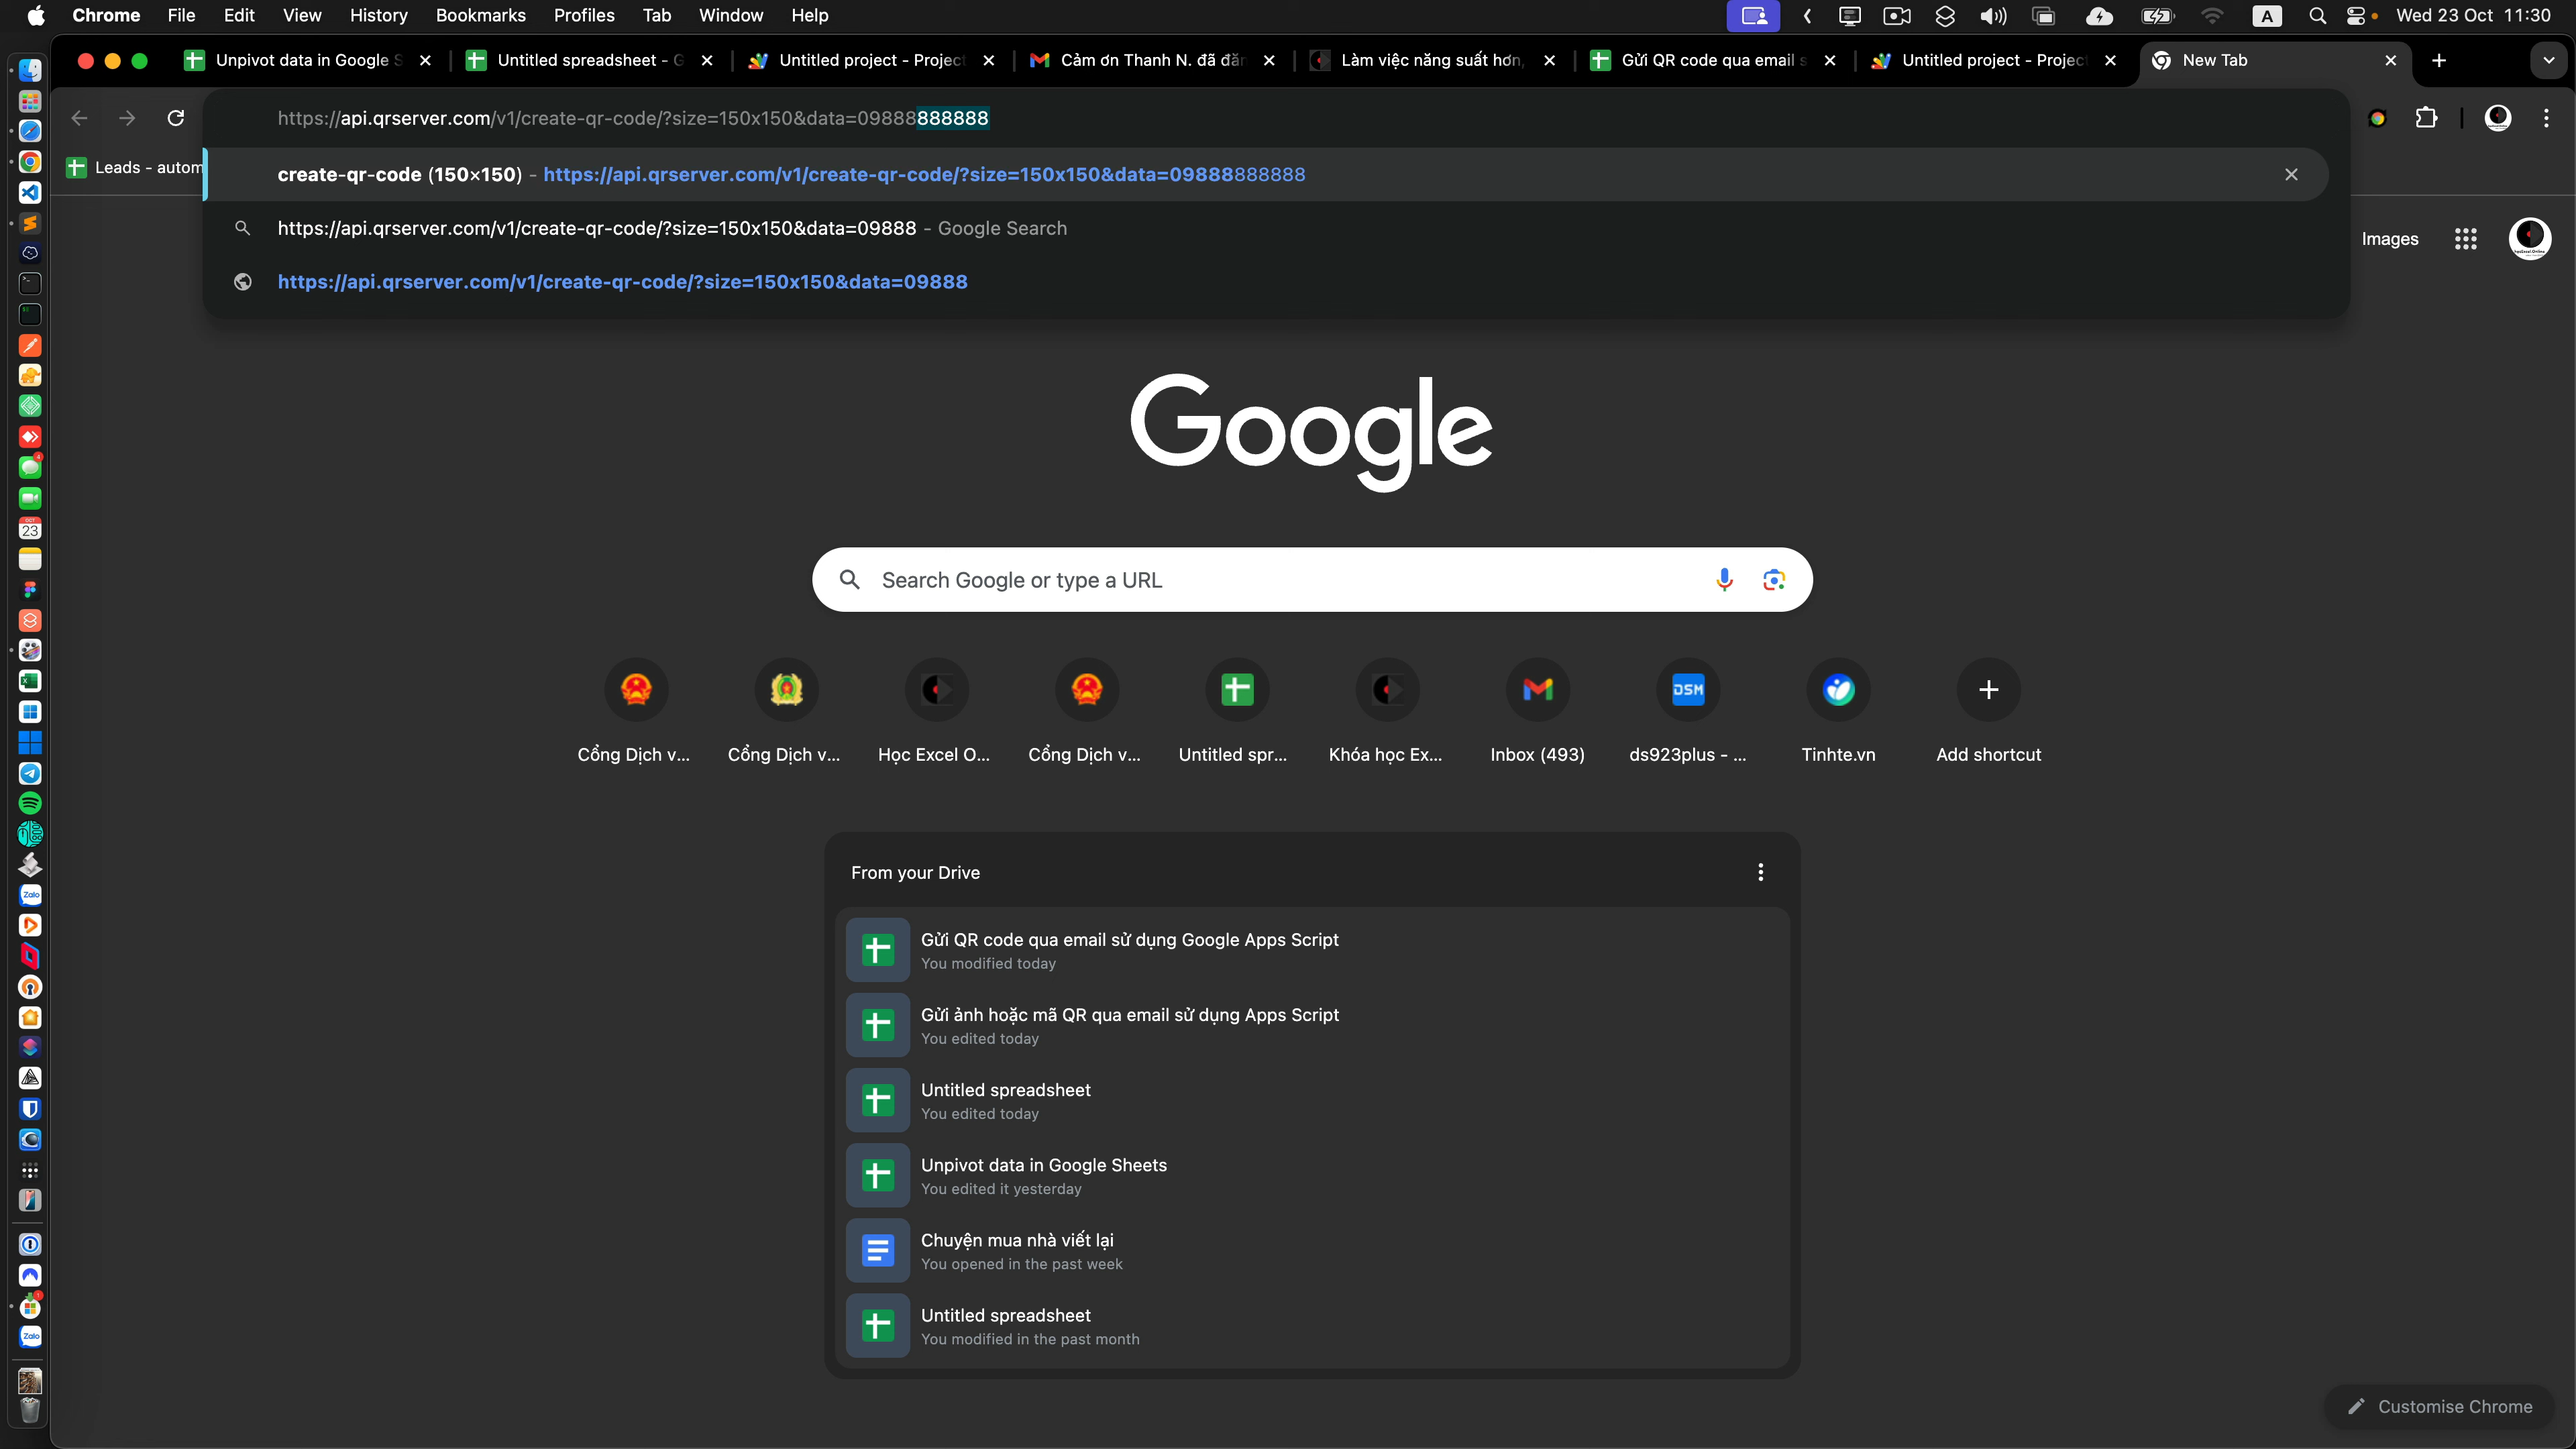 Chrome File Edit View History Bookmarks Profiles Tab Window Help A Wed 23 Oct 11:30
Unpivot data in Google S Untitled spreadsheet - G Untitled project - Project Cảm ơn Thanh N. đã đăn Làm việc năng suất hơn, Gửi QR code qua email s Untitled project - Project New Tab
https://api.qrserver.com/v1/create-qr-code/?size=150x150&data=09888888888
Leads - autom
create-qr-code (150×150) - https://api.qrserver.com/v1/create-qr-code/?size=150x150&data=09888888888
https://api.qrserver.com/v1/create-qr-code/?size=150x150&data=09888 - Google Search
Images
https://api.qrserver.com/v1/create-qr-code/?size=150x150&data=09888
Google
Search Google or type a URL
DSM
Cổng Dịch v... Cổng Dịch v... Học Excel O... Cổng Dịch v... Untitled spr... Khóa học Ex... Inbox (493) ds923plus - ... Tinhte.vn Add shortcut
From your Drive
Gửi QR code qua email sử dụng Google Apps Script
You modified today
Gửi ảnh hoặc mã QR qua email sử dụng Apps Script
You edited today
Untitled spreadsheet
You edited today
Unpivot data in Google Sheets
You edited it yesterday
Chuyện mua nhà viết lại
You opened in the past week
Untitled spreadsheet
You modified in the past month
Customise Chrome
OCT
23
Zalo
Zalo